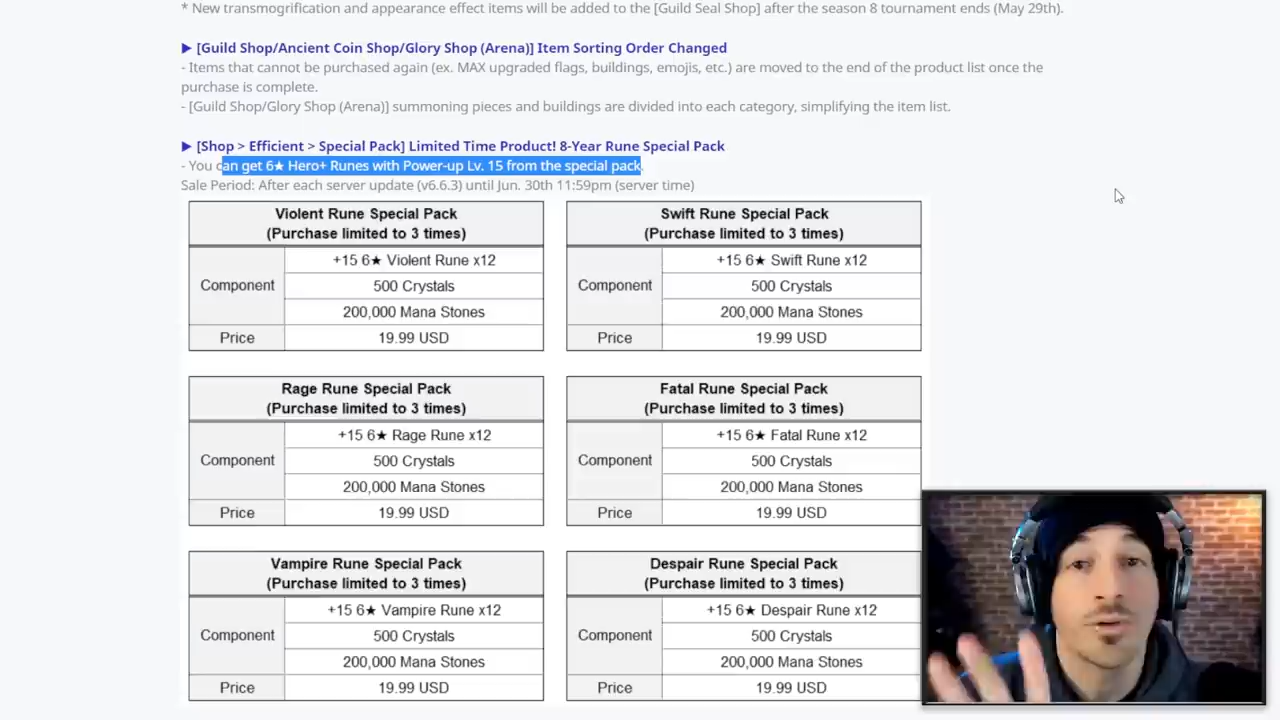 * New transmogrification and appearance effect items will be added to the [Guild Seal Shop] after the season 8 tournament ends (May 29th).
▶ [Guild Shop/Ancient Coin Shop/Glory Shop (Arena)] Item Sorting Order Changed
- Items that cannot be purchased again (ex. MAX upgraded flags, buildings, emojis, etc.) are moved to the end of the product list once the
purchase is complete.
- [Guild Shop/Glory Shop (Arena)] summoning pieces and buildings are divided into each category, simplifying the item list.
▶ [Shop > Efficient > Special Pack] Limited Time Product! 8-Year Rune Special Pack
- You can get 6★ Hero+ Runes with Power-up Lv. 15 from the special pack.
Sale Period: After each server update (v6.6.3) until Jun. 30th 11:59pm (server time)
Violent Rune Special Pack
(Purchase limited to 3 times)
Component
+15 6★ Violent Rune x12
500 Crystals
200,000 Mana Stones
Price
19.99 USD
Swift Rune Special Pack
(Purchase limited to 3 times)
Component
+15 6★ Swift Rune x12
500 Crystals
200,000 Mana Stones
Price
19.99 USD
Rage Rune Special Pack
(Purchase limited to 3 times)
Component
+15 6★ Rage Rune x12
500 Crystals
200,000 Mana Stones
Price
19.99 USD
Fatal Rune Special Pack
(Purchase limited to 3 times)
Component
+15 6★ Fatal Rune x12
500 Crystals
200,000 Mana Stones
Price
19.99 USD
Vampire Rune Special Pack
(Purchase limited to 3 times)
Component
+15 6★ Vampire Rune x12
500 Crystals
200,000 Mana Stones
Price
19.99 USD
Despair Rune Special Pack
(Purchase limited to 3 times)
Component
+15 6★ Despair Rune x12
500 Crystals
200,000 Mana Stones
Price
19.99 USD